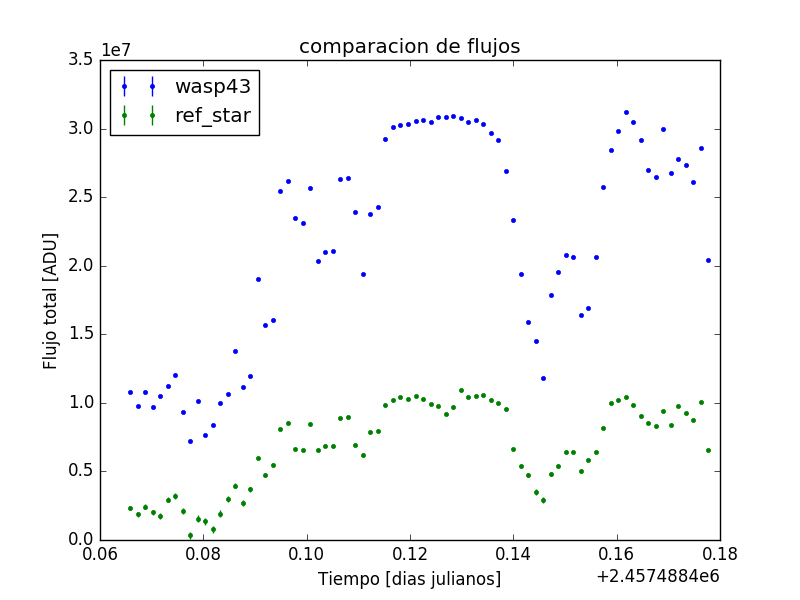 comparacion de flujos
1e7
3.5
3.0
2.5
2.0
1.5
1.0
0.5
0.0
Flujo total [ADU]
wasp43
ref_star
0.06 0.08 0.10 0.12 0.14 0.16 0.18
Tiempo [dias julianos]
+2.4574884e6